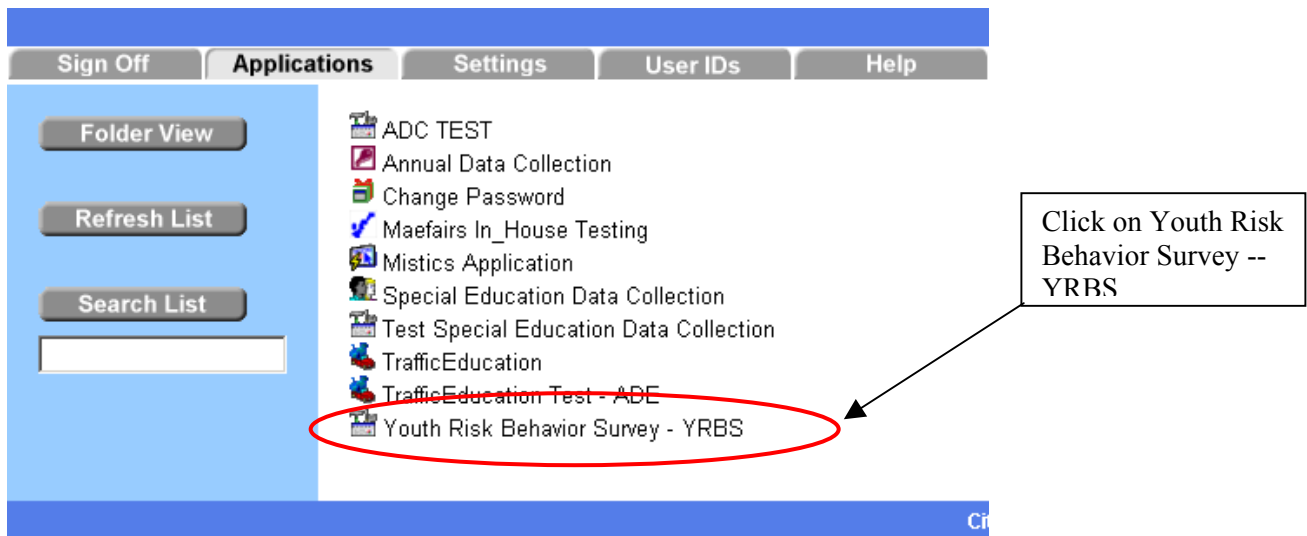 Sign Off Applications Settings User IDs Help
Folder View
Refresh List
Search List
ADC TEST
Annual Data Collection
Change Password
Maefairs In_House Testing
Mistics Application
Special Education Data Collection
Test Special Education Data Collection
TrafficEducation
TrafficEducation Test - ADE
Youth Risk Behavior Survey - YRBS
Click on Youth Risk
Behavior Survey --
YRBS